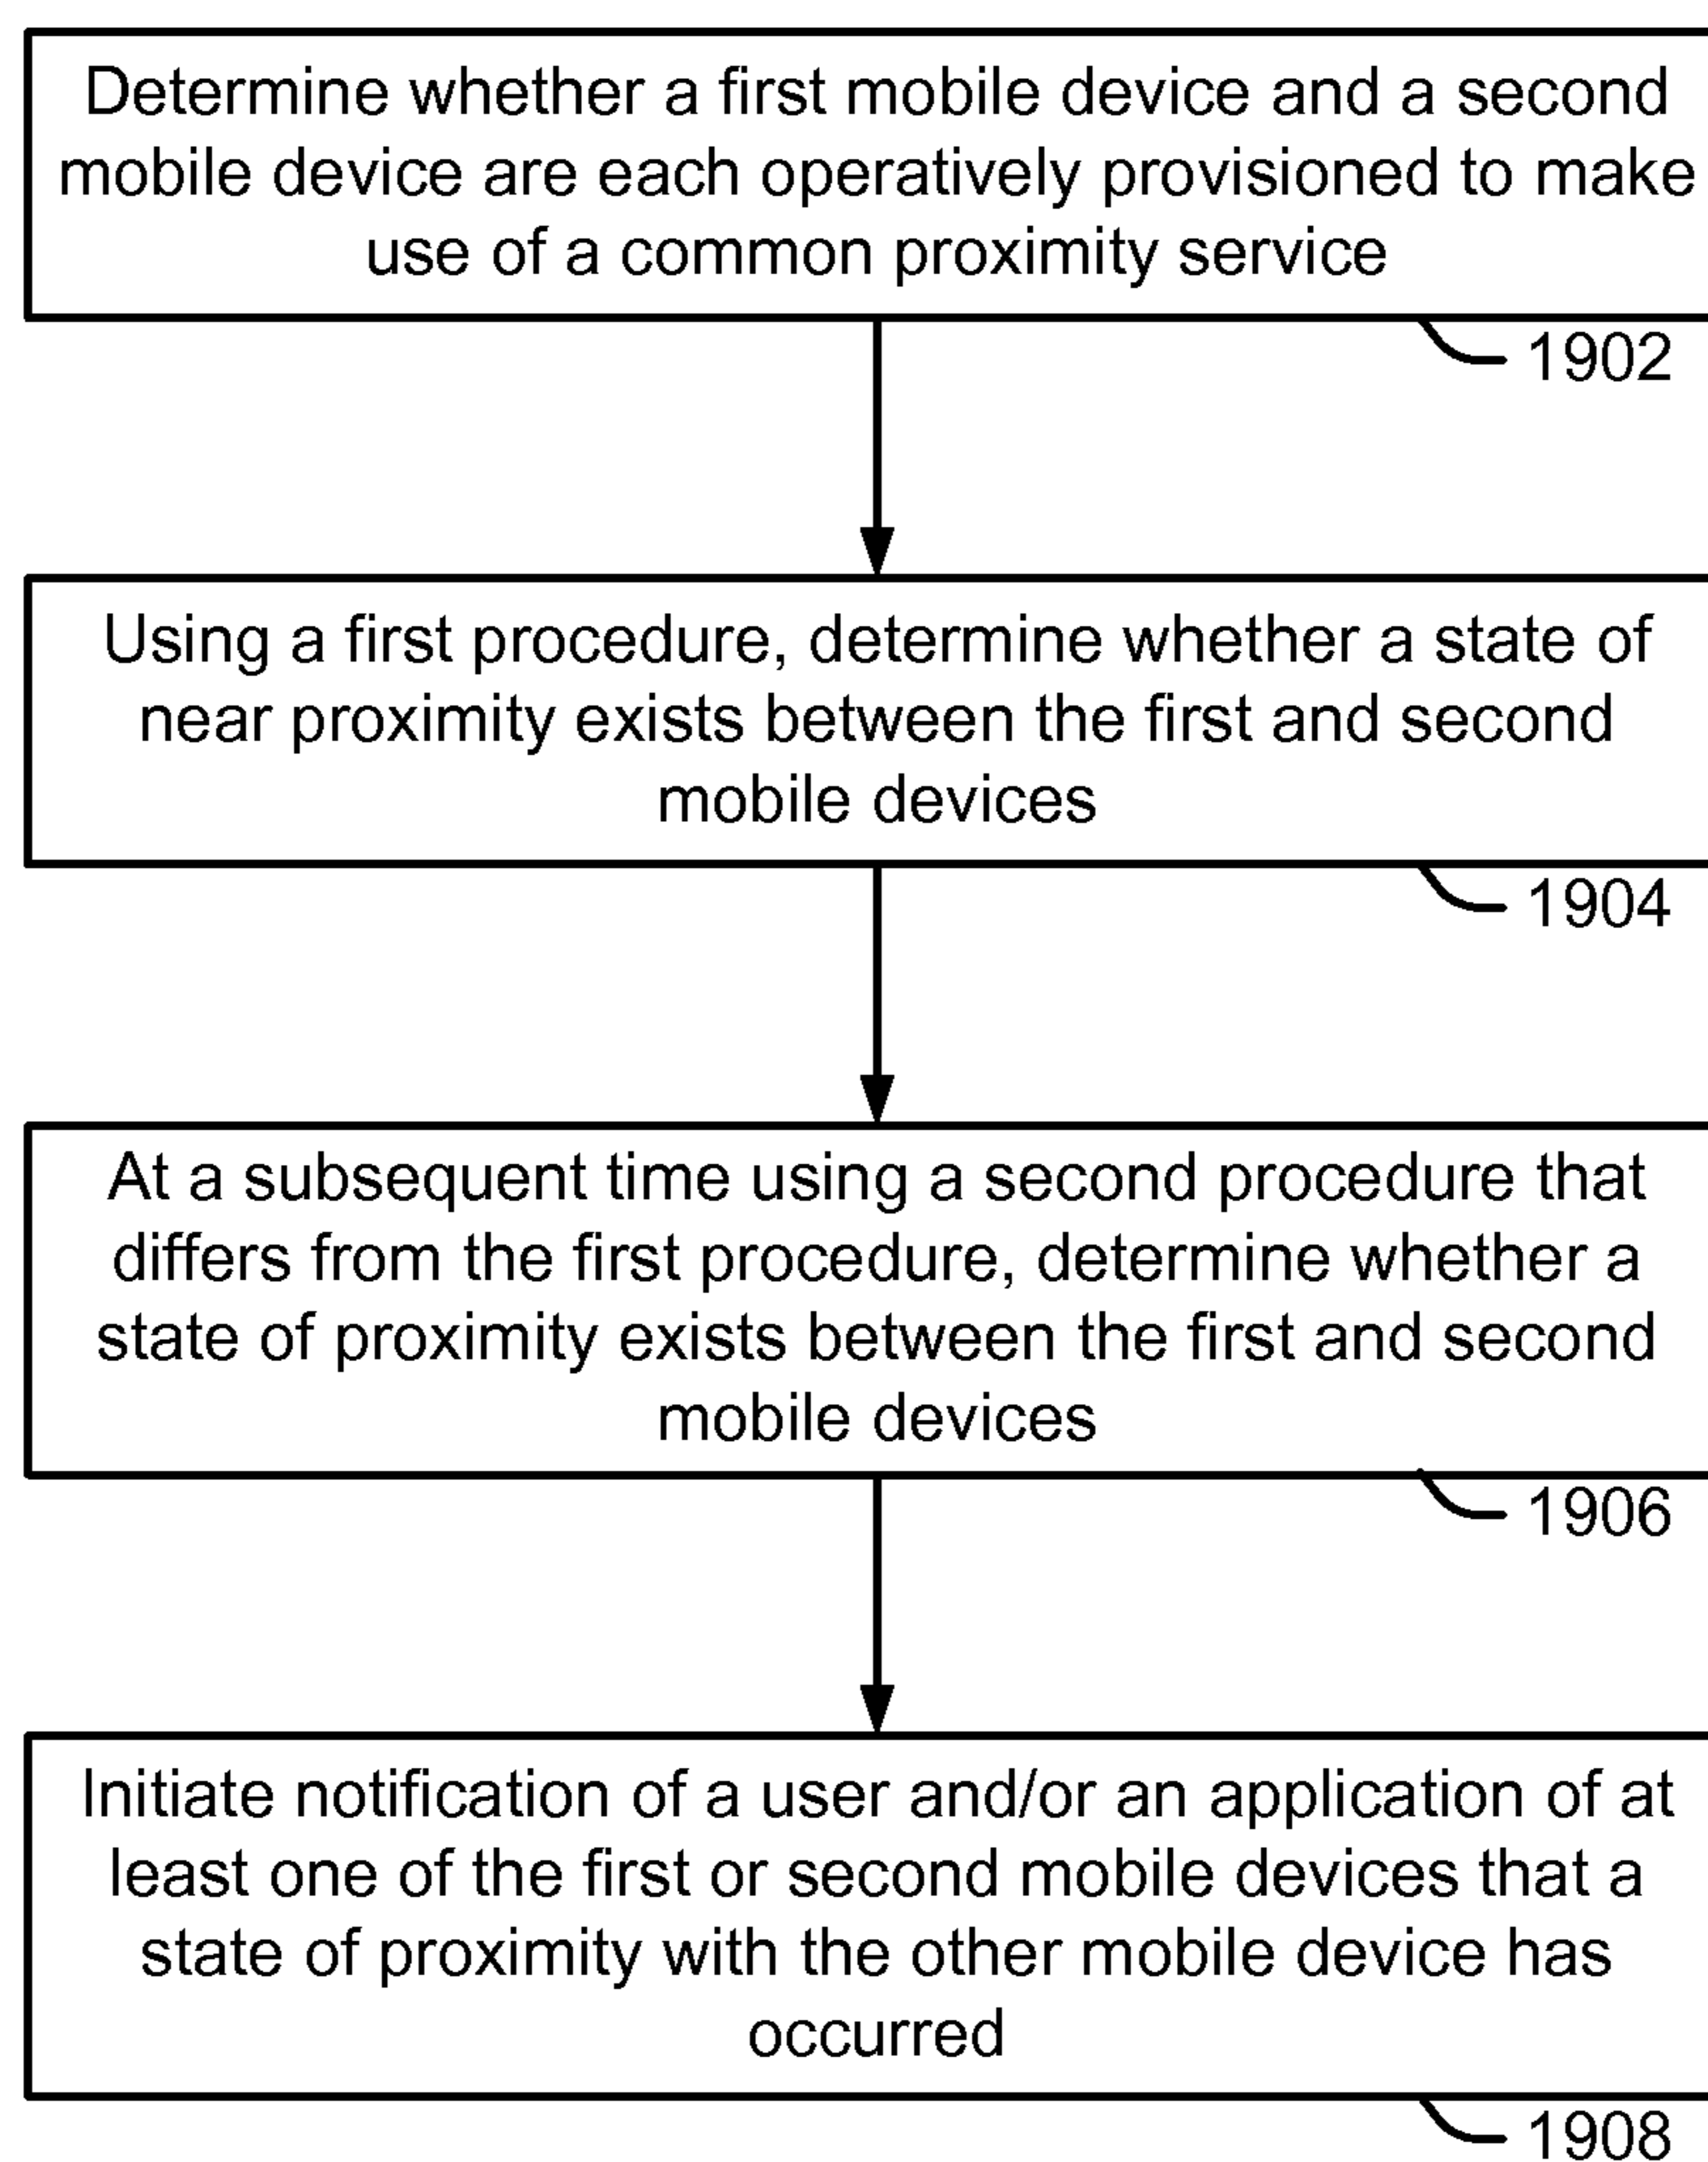 Determine whether a first mobile device and a second
mobile device are each operatively provisioned to make
use of a common proximity service
1902
Using a first procedure, determine whether a state of
near proximity exists between the first and second
mobile devices
1904
At a subsequent time using a second procedure that
differs from the first procedure, determine whether a
state of proximity exists between the first and second
mobile devices
1906
Initiate notification of a user and/or an application of at
least one of the first or second mobile devices that a
state of proximity with the other mobile device has
occurred
1908